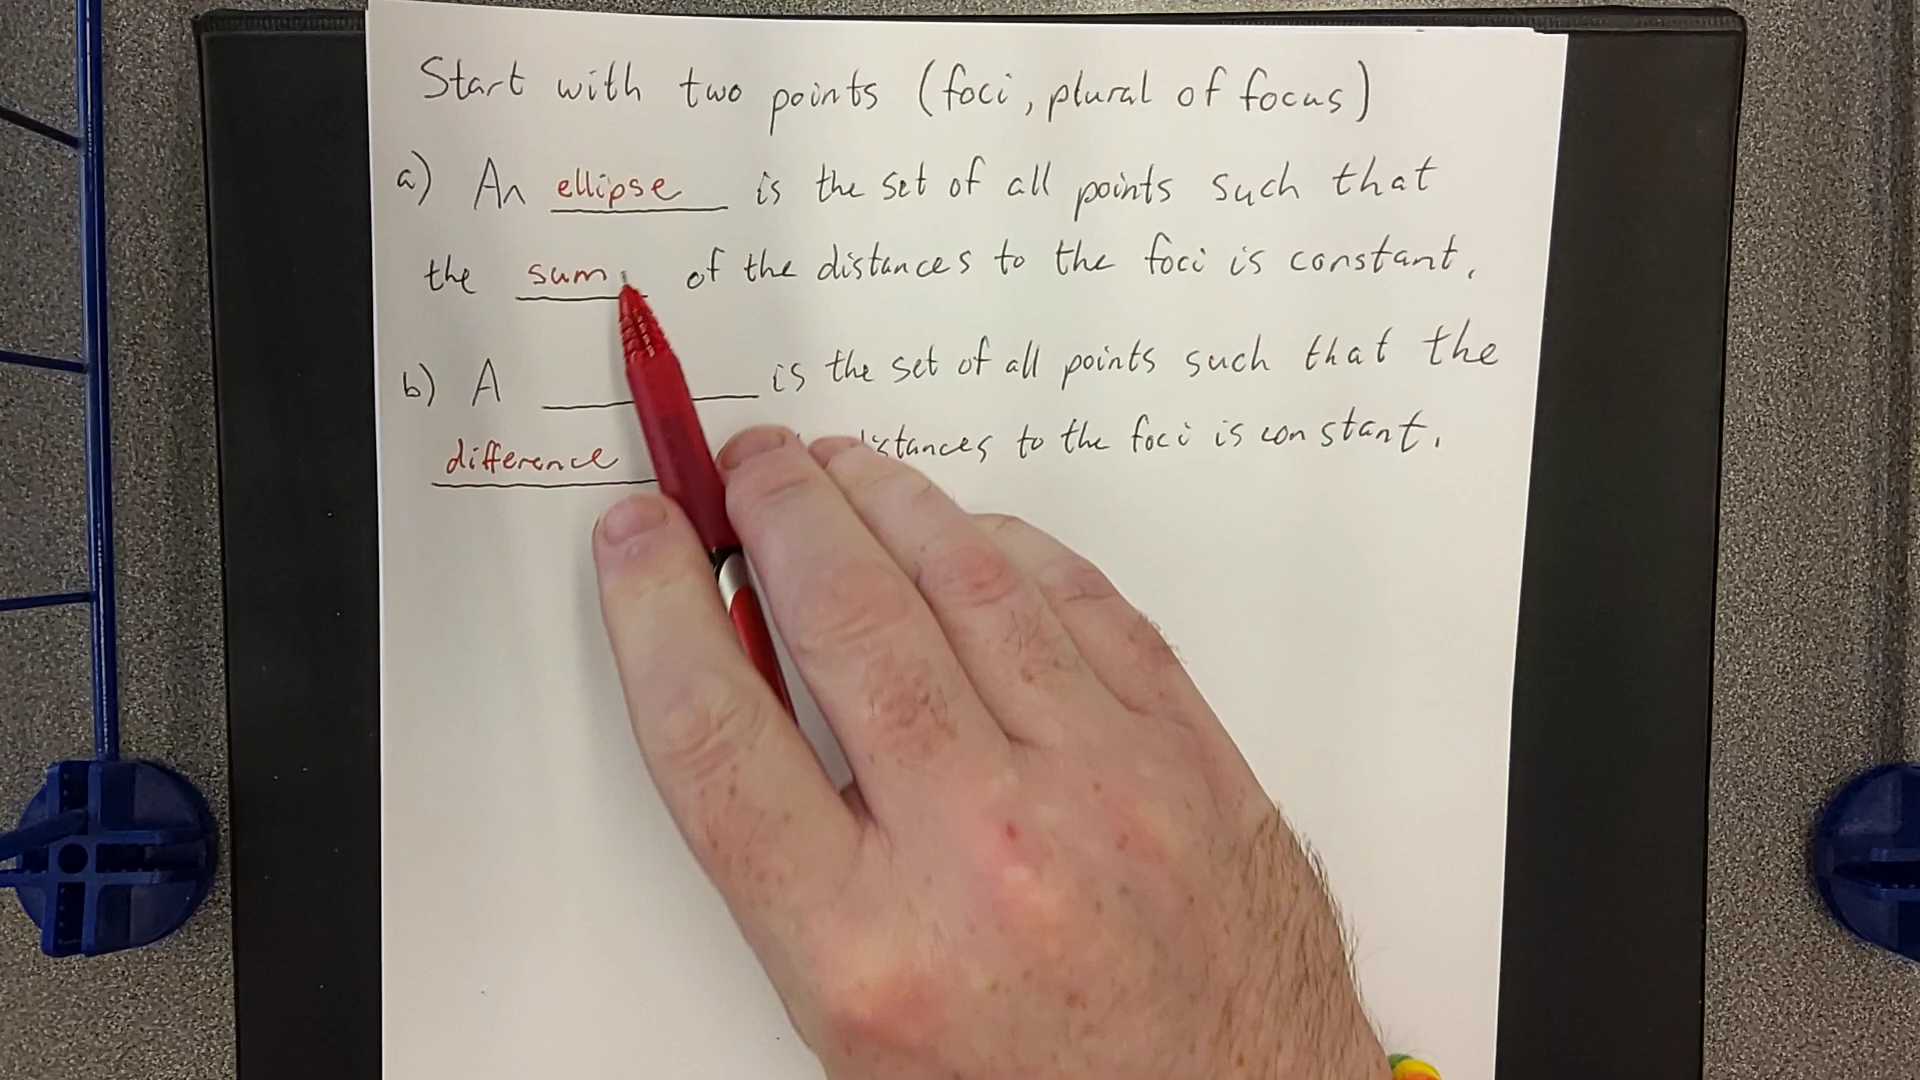 Start with two points (foci, plural of focus)
a) An ellipse is the set of all points such that
the sum of the distances to the foci is constant.
b) A is the set of all points such that the
difference to the foci is constant.